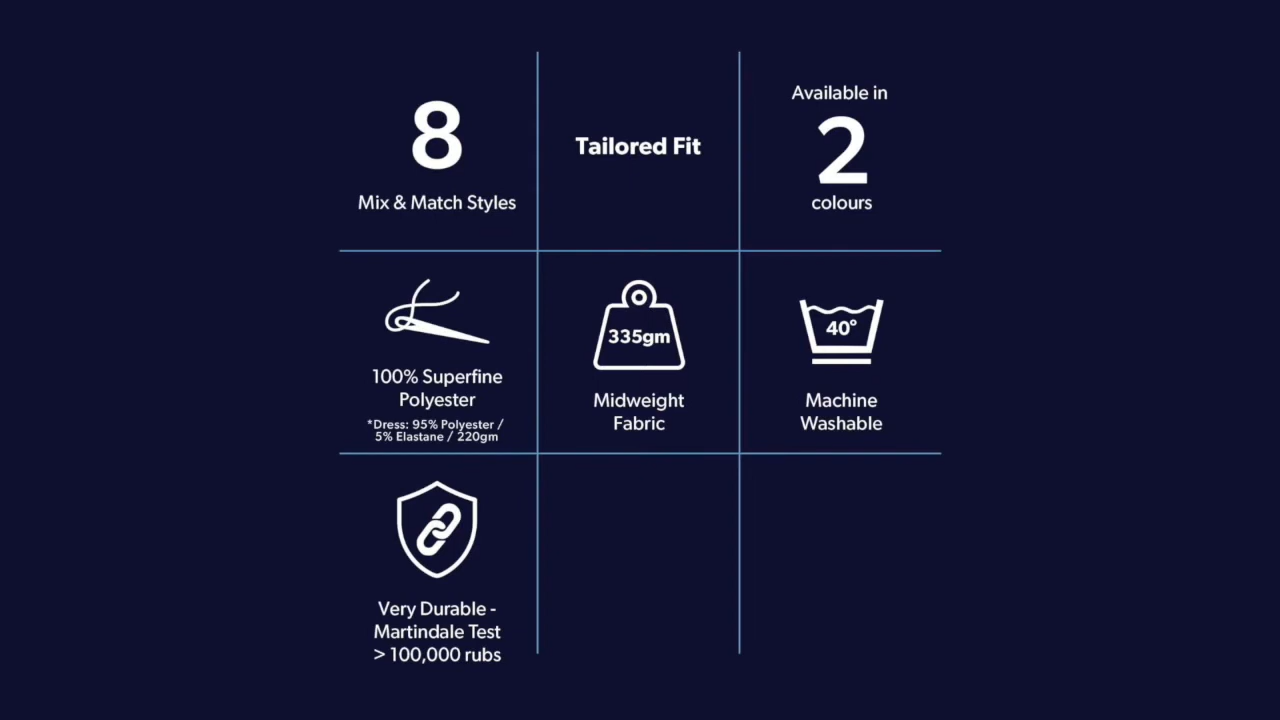 8
Mix & Match Styles
Tailored Fit
Available in
2
colours
100% Superfine
Polyester
*Dress: 95% Polyester /
5% Elastane / 220gm
335gm
Midweight
Fabric
40°
Machine
Washable
Very Durable -
Martindale Test
> 100,000 rubs